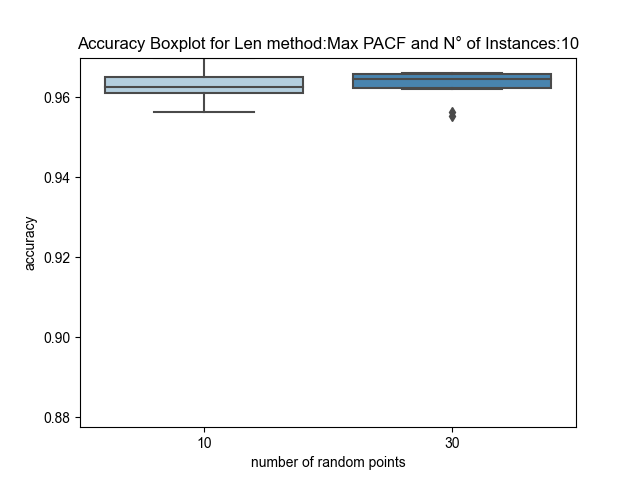 Accuracy Boxplot for Len method:Max PACF and N° of Instances:10
0.96
0.94
0.92
0.90
0.88
accuracy
10
30
number of random points